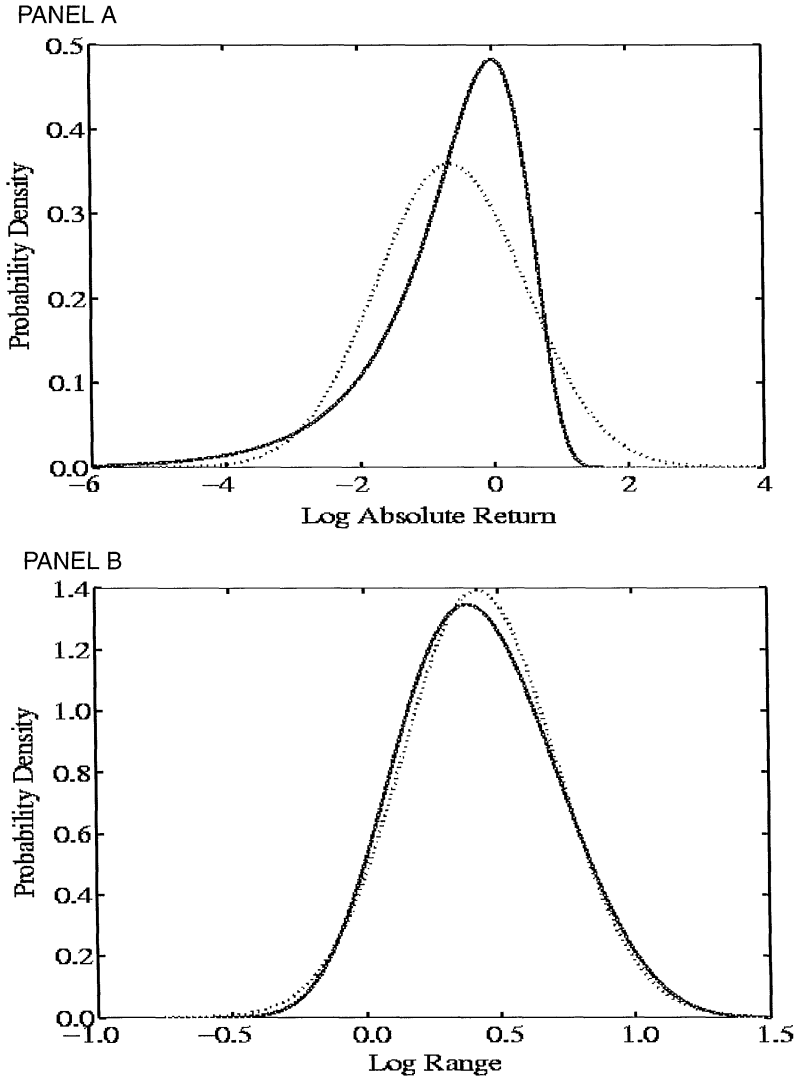 PANEL A
0.5
0.4
0.3
0.2
0.1
0.0
Probability Density
−6 −4 −2 0 2 4
Log Absolute Return
PANEL B
1.4
1.2
1.0
0.8
0.6
0.4
0.2
0.0
Probability Density
−1.0 −0.5 0.0 0.5 1.0 1.5
Log Range